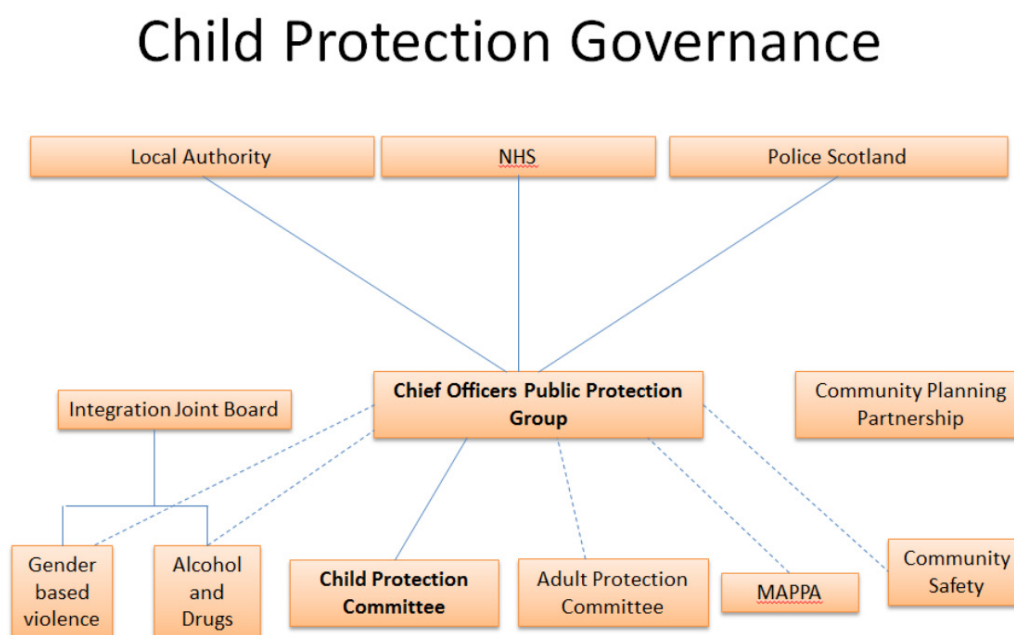 Child Protection Governance
Local Authority
NHS
Police Scotland
Chief Officers Public Protection
Group
Integration Joint Board
Community Planning
Partnership
Gender
based
violence
Alcohol
and
Drugs
Child Protection
Committee
Adult Protection
Committee
MAPPA
Community
Safety